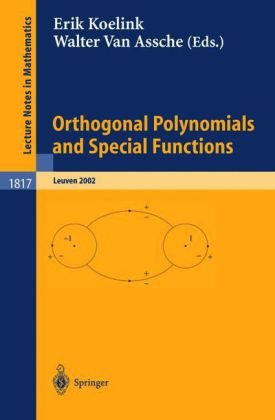 Erik Koelink
Walter Van Assche (Eds.)
Lecture Notes in Mathematics
1817
Orthogonal Polynomials
and Special Functions
Leuven 2002
+
-
-1
1
+
-
+
-
Springer